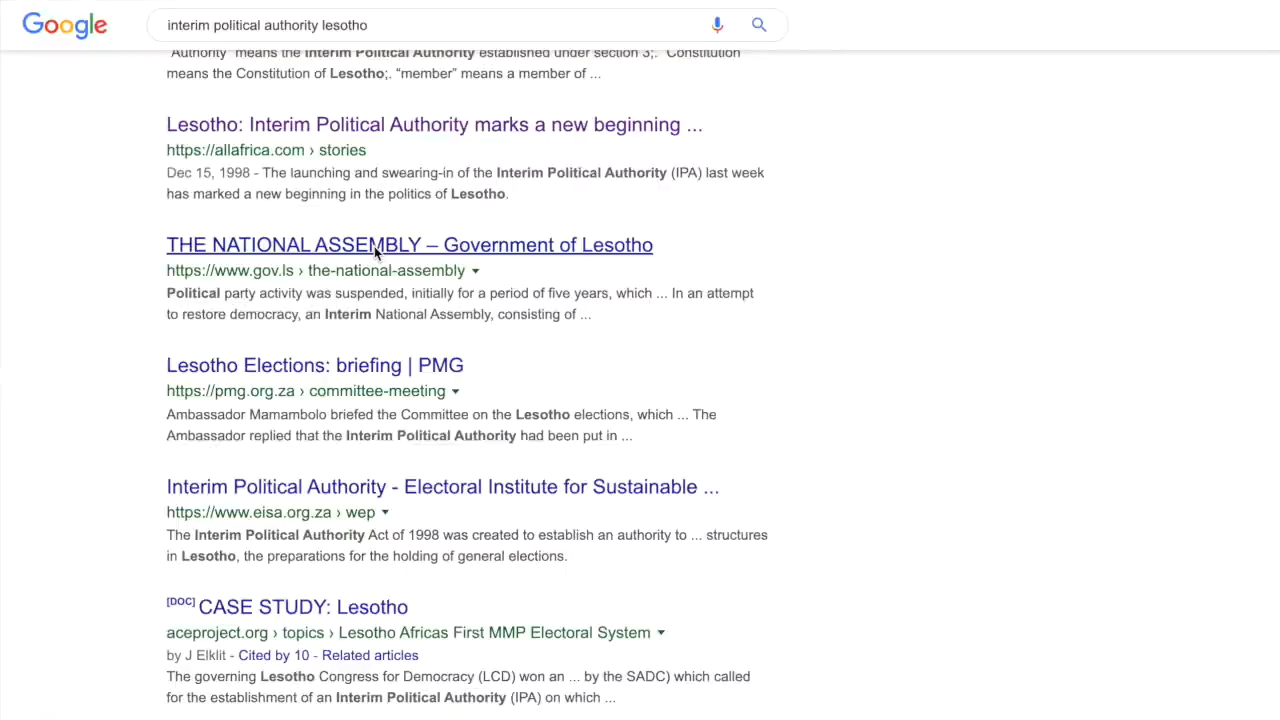 Google
interim political authority lesotho
"Authority" means the Interim Political Authority established under section 3;. "Constitution"
means the Constitution of Lesotho;. “member” means a member of ...
Lesotho: Interim Political Authority marks a new beginning ...
https://allafrica.com › stories
Dec 15, 1998 - The launching and swearing-in of the Interim Political Authority (IPA) last week
has marked a new beginning in the politics of Lesotho.
THE NATIONAL ASSEMBLY – Government of Lesotho
https://www.gov.ls › the-national-assembly
Political party activity was suspended, initially for a period of five years, which ... In an attempt
to restore democracy, an Interim National Assembly, consisting of ...
Lesotho Elections: briefing | PMG
https://pmg.org.za › committee-meeting
Ambassador Mamambolo briefed the Committee on the Lesotho elections, which ... The
Ambassador replied that the Interim Political Authority had been put in ...
Interim Political Authority - Electoral Institute for Sustainable ...
https://www.eisa.org.za › wep
The Interim Political Authority Act of 1998 was created to establish an authority to ... structures
in Lesotho, the preparations for the holding of general elections.
[DOC] CASE STUDY: Lesotho
aceproject.org › topics › Lesotho Africas First MMP Electoral System
by J Elklit - Cited by 10 - Related articles
The governing Lesotho Congress for Democracy (LCD) won an ... by the SADC) which called
for the establishment of an Interim Political Authority (IPA) on which ...